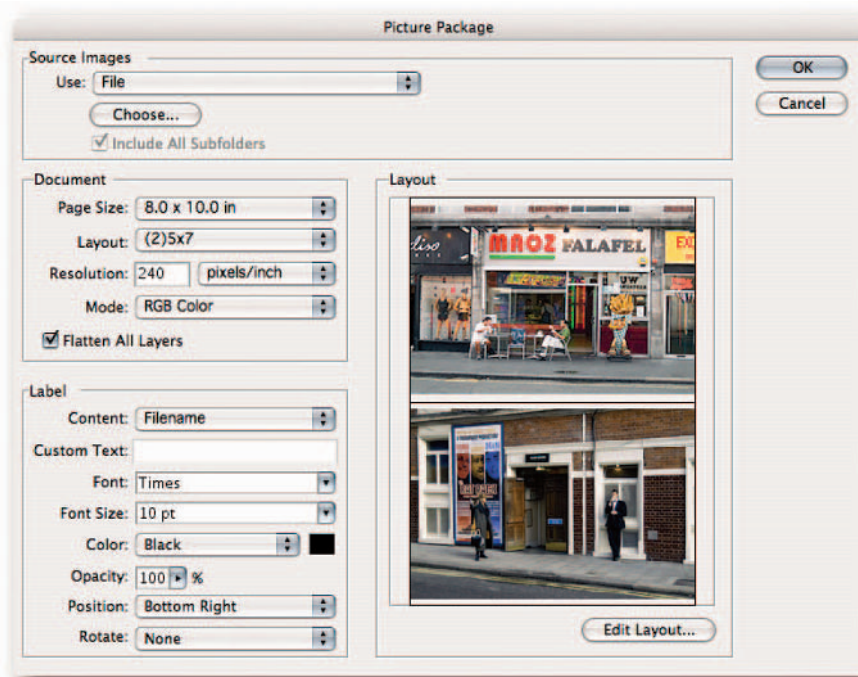 Picture Package
Source Images
Use: File
Choose...
Include All Subfolders
OK
Cancel
Document
Page Size: 8.0 x 10.0 in
Layout: (2)5x7
Resolution: 240 pixels/inch
Mode: RGB Color
Flatten All Layers
Label
Content: Filename
Custom Text:
Font: Times
Font Size: 10 pt
Color: Black
Opacity: 100 %
Position: Bottom Right
Rotate: None
Layout
MAOZ FALAFEL
Edit Layout...